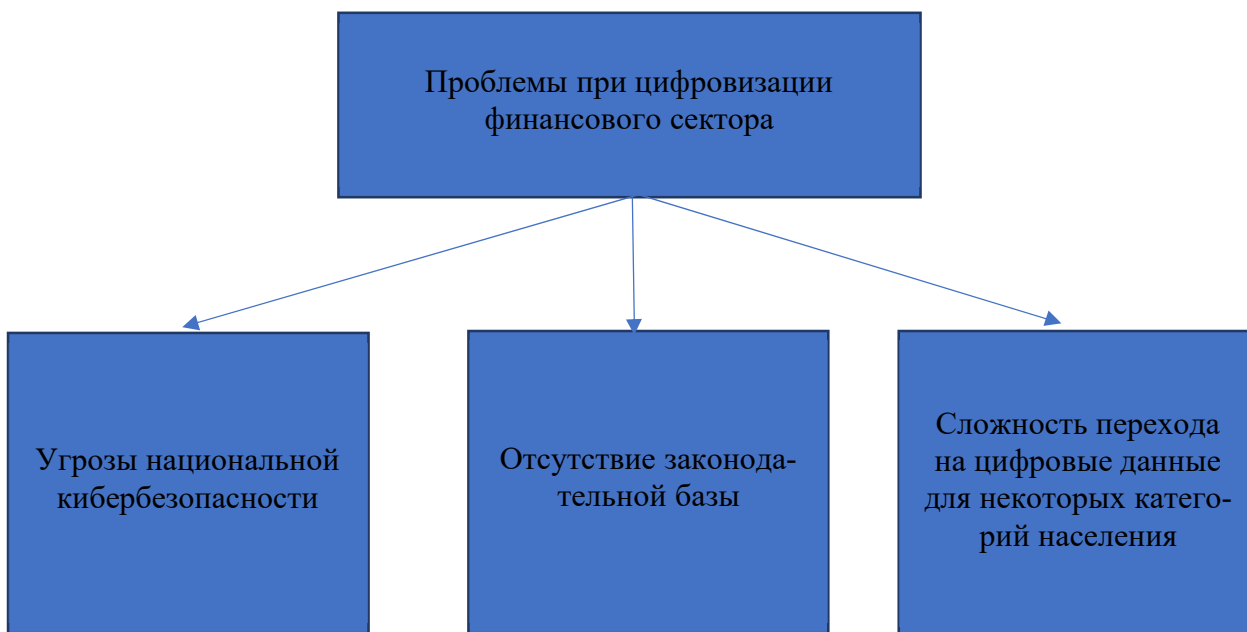 Проблемы при цифровизации
финансового сектора
Угрозы национальной
кибербезопасности
Отсутствие законода-
тельной базы
Сложность перехода
на цифровые данные
для некоторых катего-
рий населения